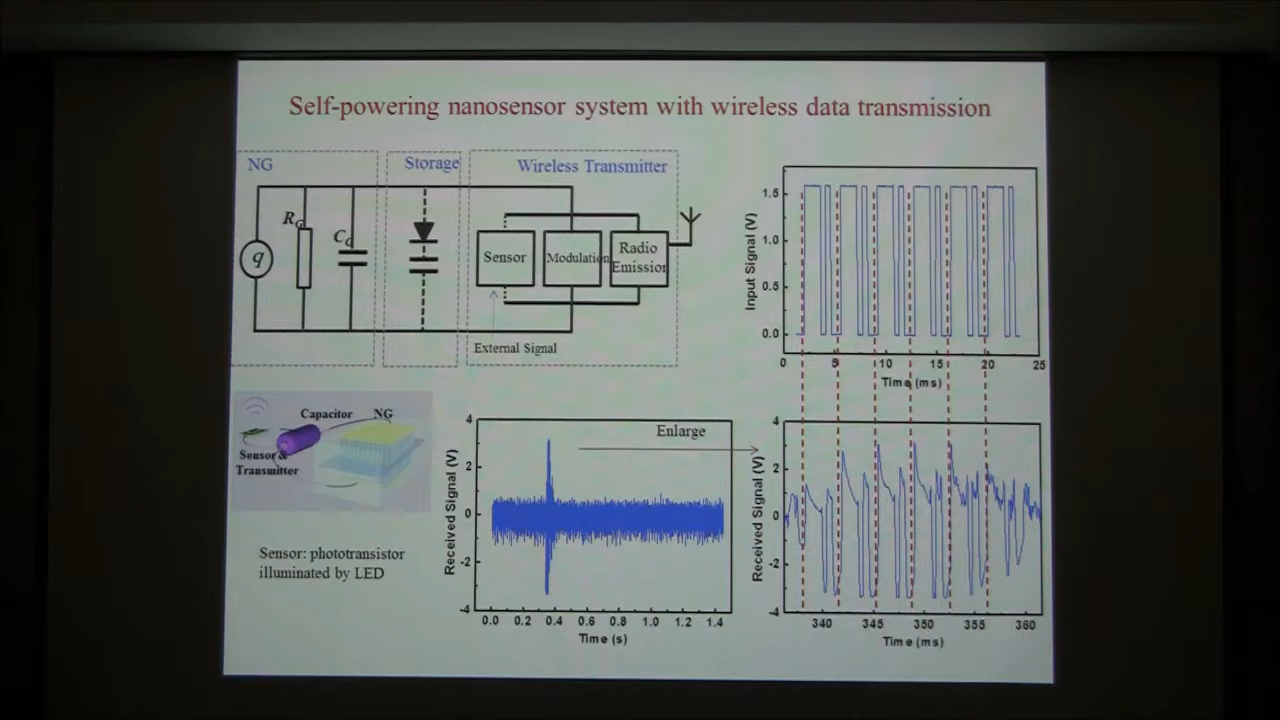 Self-powering nanosensor system with wireless data transmission
NG
Storage
Wireless Transmitter
R_G
C_G
q
Sensor
Modulation
Radio
Emission
External Signal
Input Signal (V)
1.5
1.0
0.5
0.0
0 5 10 15 20 25
Time (ms)
Capacitor NG
Sensor &
Transmitter
Sensor: phototransistor
illuminated by LED
Received Signal (V)
4
2
0
-2
-4
0.0 0.2 0.4 0.6 0.8 1.0 1.2 1.4
Time (s)
Enlarge
Received Signal (V)
4
2
0
-2
-4
340 345 350 355 360
Time (ms)